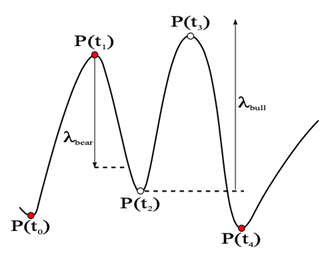 P(t₃)
P(t₁)
λbull
λbear
P(t₂)
P(t₀)
P(t₄)